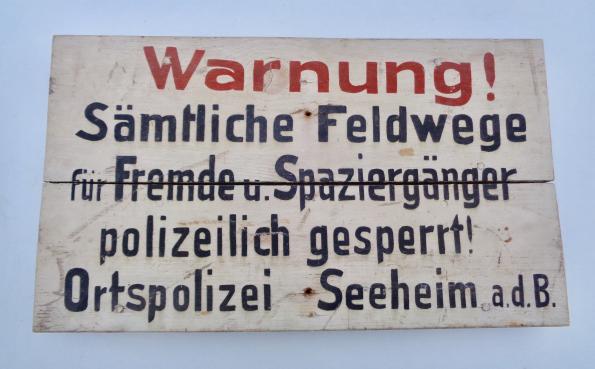 Warnung!
Sämtliche Feldwege
für Fremde u. Spaziergänger
polizeilich gesperrt!
Ortspolizei Seeheim a.d.B.